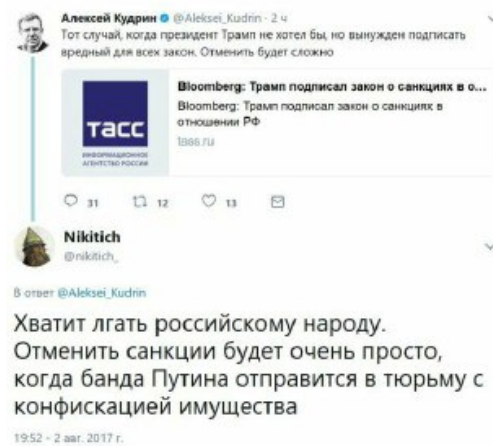 Алексей Кудрин @Aleksei_Kudrin · 2 ч
Тот случай, когда президент Трамп не хотел бы, но вынужден подписать
вредный для всех закон. Отменить будет сложно
Bloomberg: Трамп подписал закон о санкциях в о...
Bloomberg: Трамп подписал закон о санкциях в
отношении РФ
tass.ru
ТАСС
ИНФОРМАЦИОННОЕ
АГЕНТСТВО РОССИИ
31 12 13
Nikitich
@nikitich_
В ответ @Aleksei_Kudrin
Хватит лгать российскому народу.
Отменить санкции будет очень просто,
когда банда Путина отправится в тюрьму с
конфискацией имущества
19:52 - 2 авг. 2017 г.